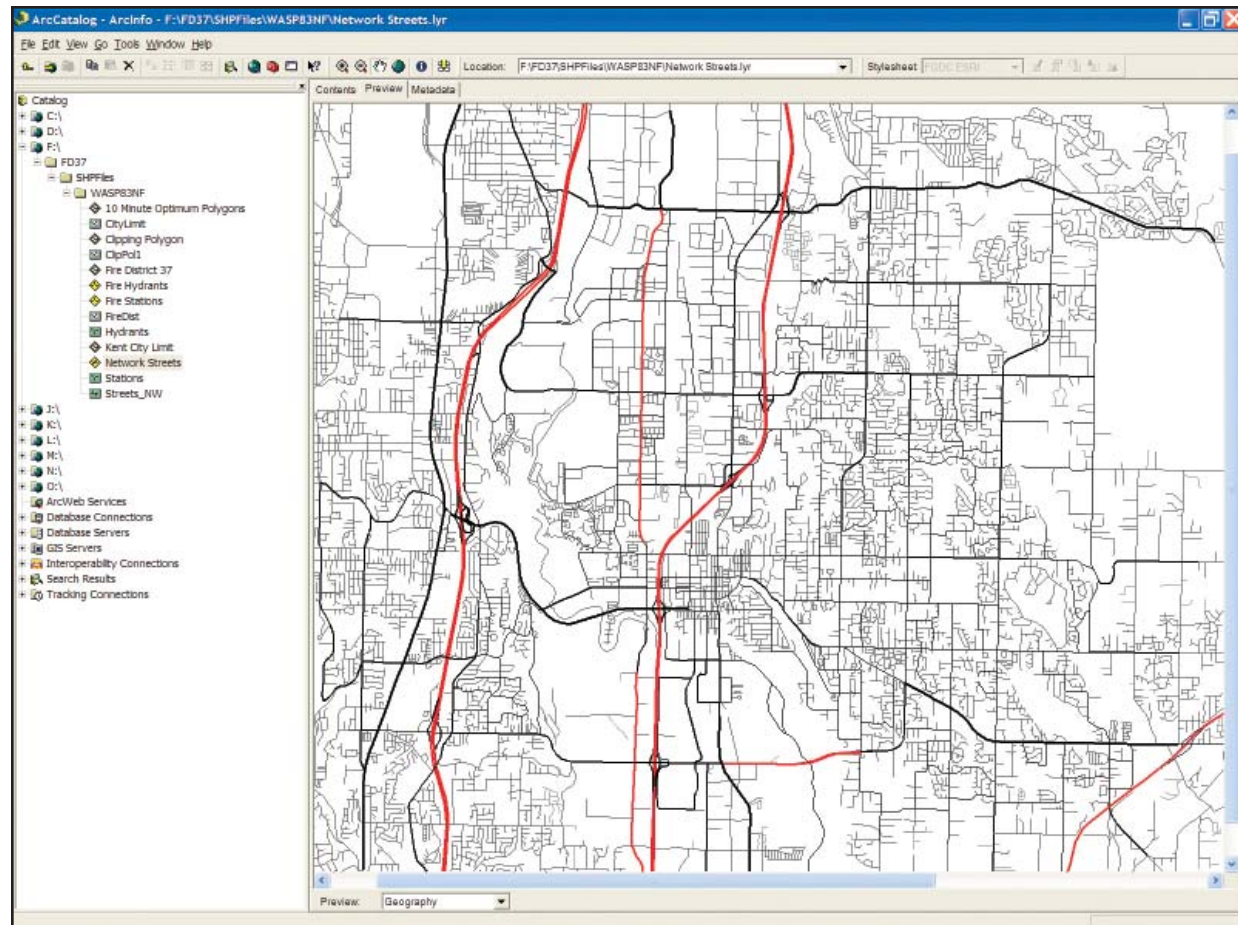 ArcCatalog - ArcInfo - F:\FD37\SHPFiles\WASP83NF\Network Streets.lyr
File Edit View Go Tools Window Help
Location: F:\FD37\SHPFiles\WASP83NF\Network Streets.lyr Stylesheet: FGDC ESRI
Contents Preview Metadata
Catalog
C:\
D:\
F:\
FD37
SHPFiles
WASP83NF
10 Minute Optimum Polygons
CityLimit
Clipping Polygon
ClipPol1
Fire District 37
Fire Hydrants
Fire Stations
FireDist
Hydrants
Kent City Limit
Network Streets
Stations
Streets_NW
J:\
K:\
L:\
M:\
N:\
O:\
ArcWeb Services
Database Connections
Database Servers
GIS Servers
Interoperability Connections
Search Results
Tracking Connections
Preview: Geography